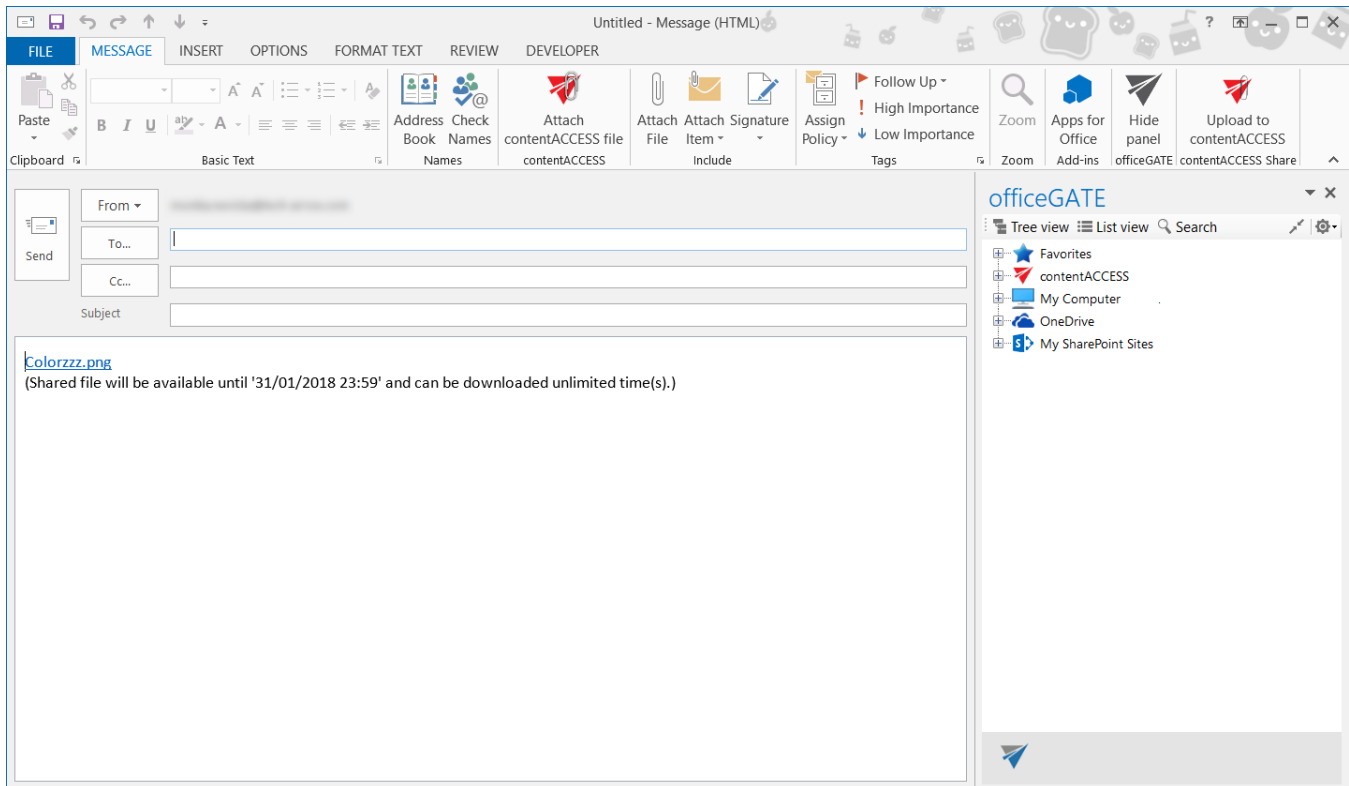 Untitled - Message (HTML)
?
FILE MESSAGE INSERT OPTIONS FORMAT TEXT REVIEW DEVELOPER
Paste
Clipboard
B I U
A A
aby A
Basic Text
Address Book
Check Names
Names
Attach contentACCESS file
contentACCESS
Attach File
Attach Item
Signature
Include
Assign Policy
Follow Up
! High Importance
Low Importance
Tags
Zoom
Zoom
Apps for Office
Add-ins
Hide panel
officeGATE
Upload to contentACCESS
contentACCESS Share
Send
From
To...
Cc...
Subject
Colorzzz.png
(Shared file will be available until '31/01/2018 23:59' and can be downloaded unlimited time(s).)
officeGATE
Tree view List view Search
Favorites
contentACCESS
My Computer
OneDrive
S My SharePoint Sites